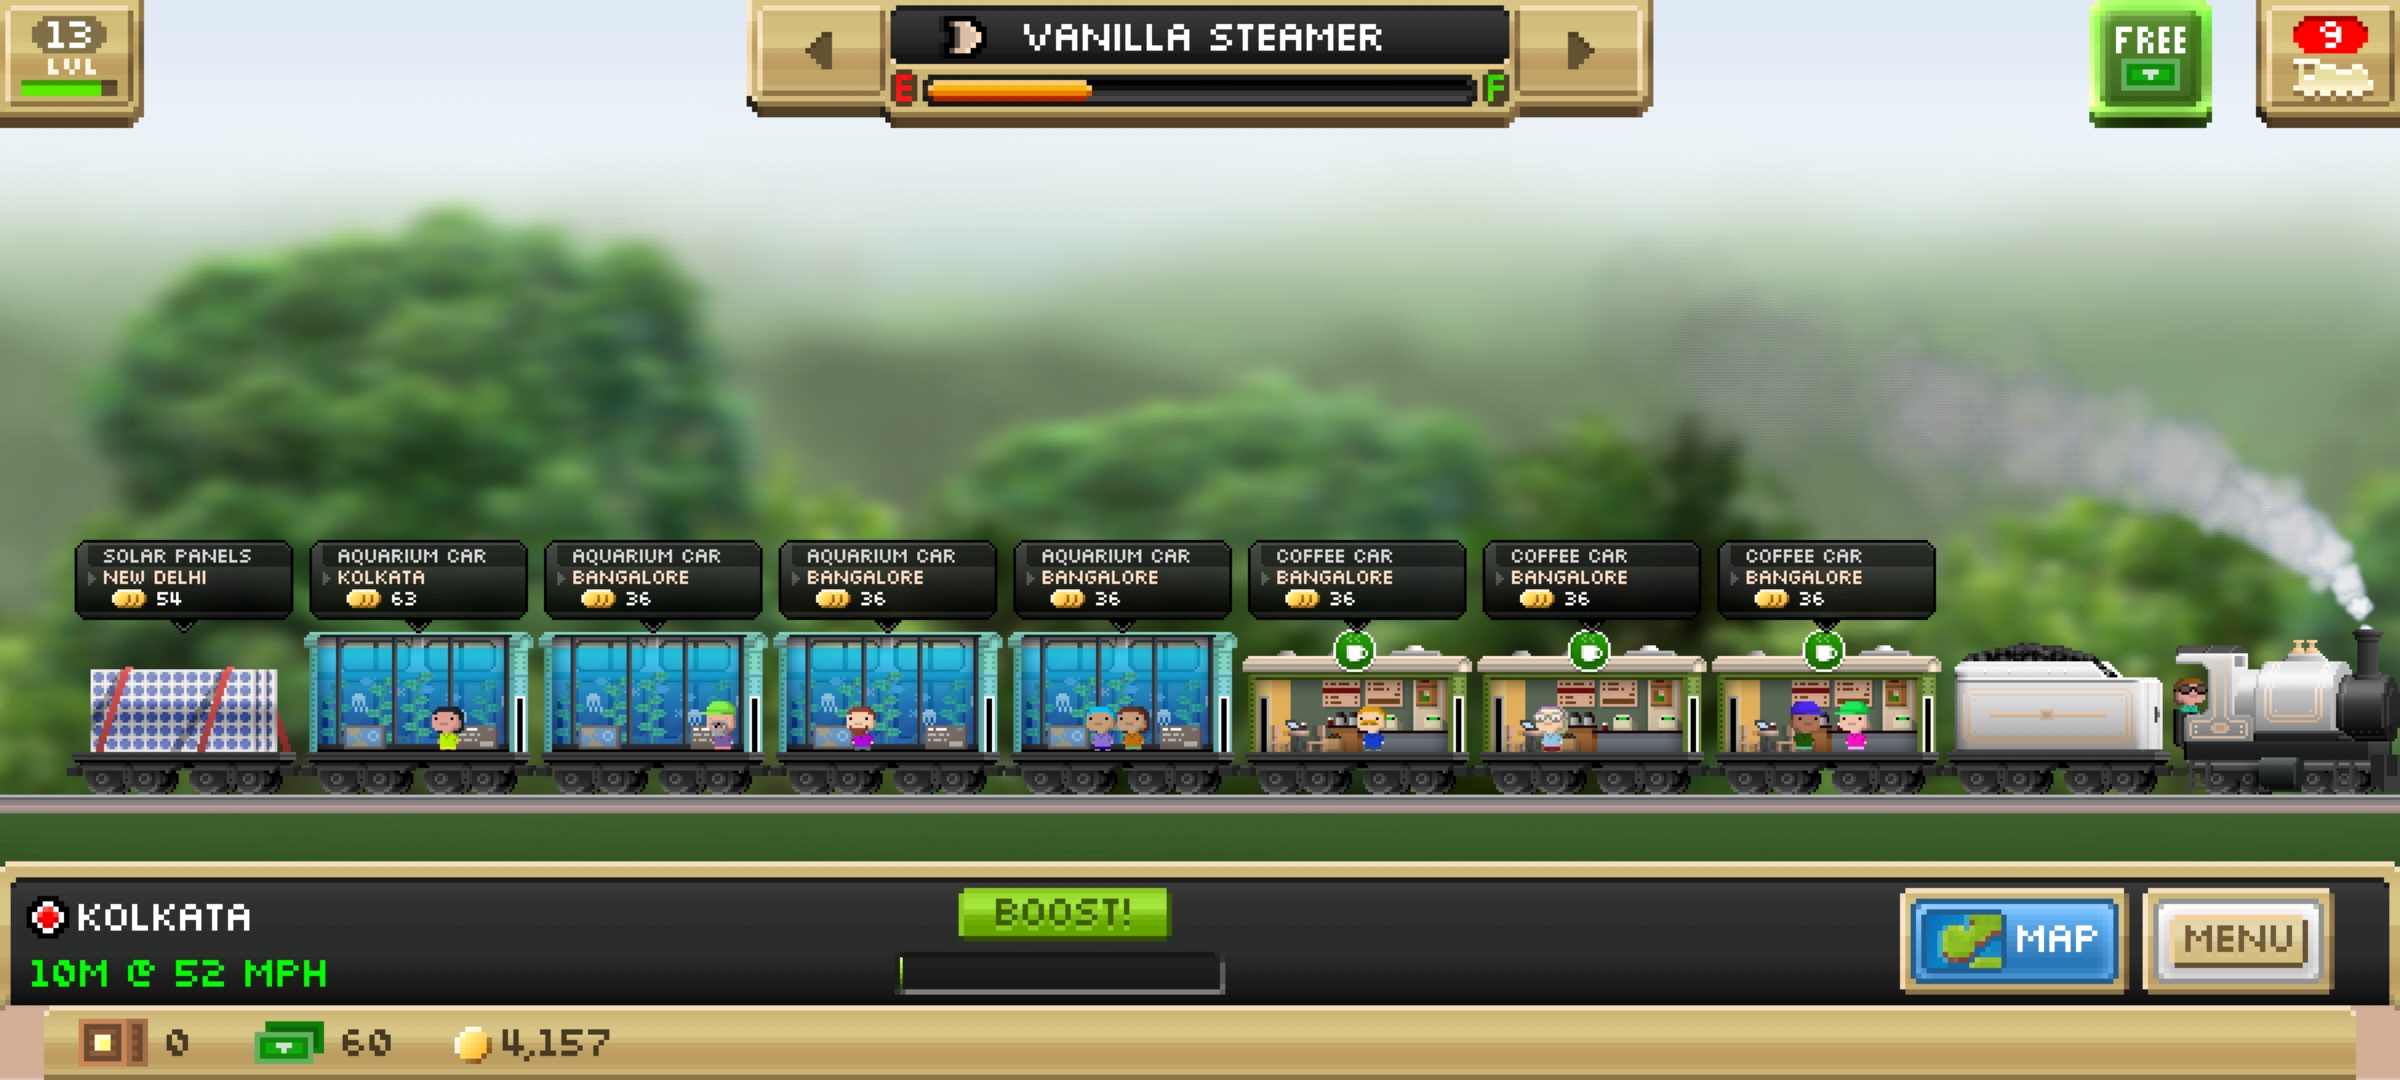 13
LVL
VANILLA STEAMER
E F
FREE
9
SOLAR PANELS
NEW DELHI
54
AQUARIUM CAR
KOLKATA
63
AQUARIUM CAR
BANGALORE
36
AQUARIUM CAR
BANGALORE
36
AQUARIUM CAR
BANGALORE
36
COFFEE CAR
BANGALORE
36
COFFEE CAR
BANGALORE
36
COFFEE CAR
BANGALORE
36
KOLKATA
10M @ 52 MPH
BOOST!
MAP
MENU
0 60 4,157